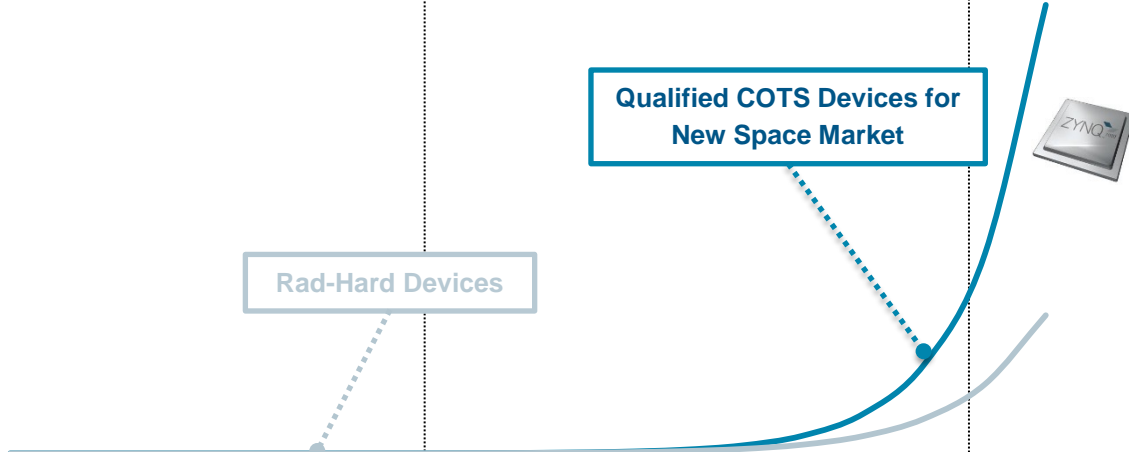 Qualified COTS Devices for
New Space Market
ZYNQ
Rad-Hard Devices